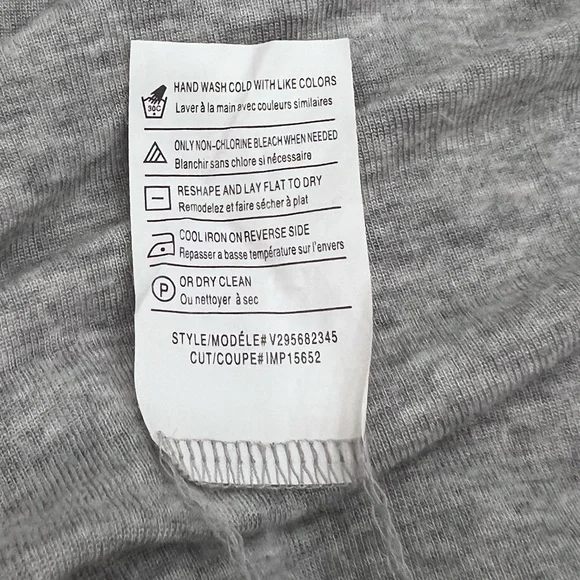 30C
HAND WASH COLD WITH LIKE COLORS
Laver à la main avec couleurs similaires
ONLY NON-CHLORINE BLEACH WHEN NEEDED
Blanchir sans chlore si nécessaire
RESHAPE AND LAY FLAT TO DRY
Remodelez et faire sécher à plat
COOL IRON ON REVERSE SIDE
Repasser a basse température sur l'envers
P
OR DRY CLEAN
Ou nettoyer à sec
STYLE/MODÉLE# V295682345
CUT/COUPE# IMP15652